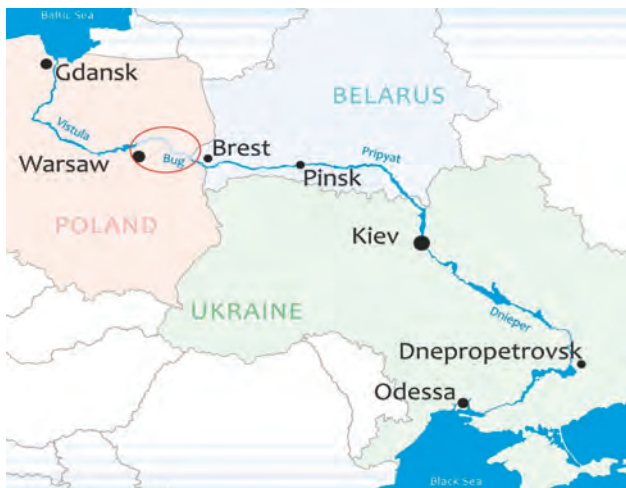 Baltic Sea
Gdansk
BELARUS
Vistula
Brest
Pripyat
Warsaw
Bug
Pinsk
POLAND
Kiev
UKRAINE
Dnieper
Dnepropetrovsk
Odessa
Black Sea